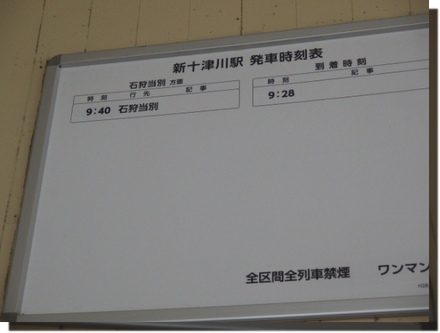 新十津川駅 発車時刻表
石狩当別 方面
時 刻 行 先 記 事
9:40 石狩当別
到 着 時 刻
時 刻 記 事
9:28
全区間全列車禁煙 ワンマン